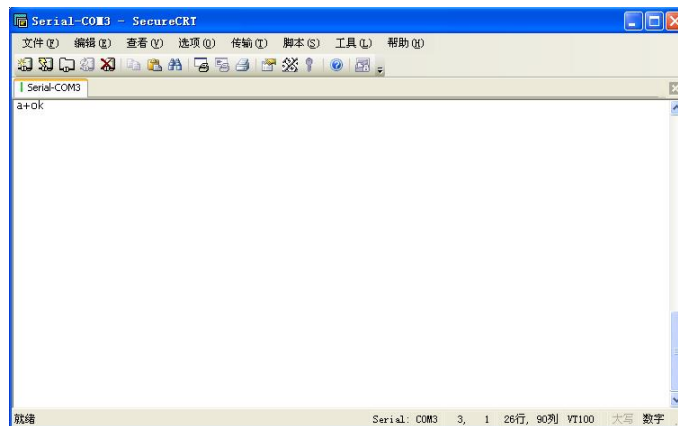 Serial-COM3 - SecureCRT
文件(F) 编辑(E) 查看(V) 选项(O) 传输(T) 脚本(S) 工具(L) 帮助(H)
Serial-COM3
a+ok
就绪 Serial: COM3 3, 1 26行, 90列 VT100 大写 数字